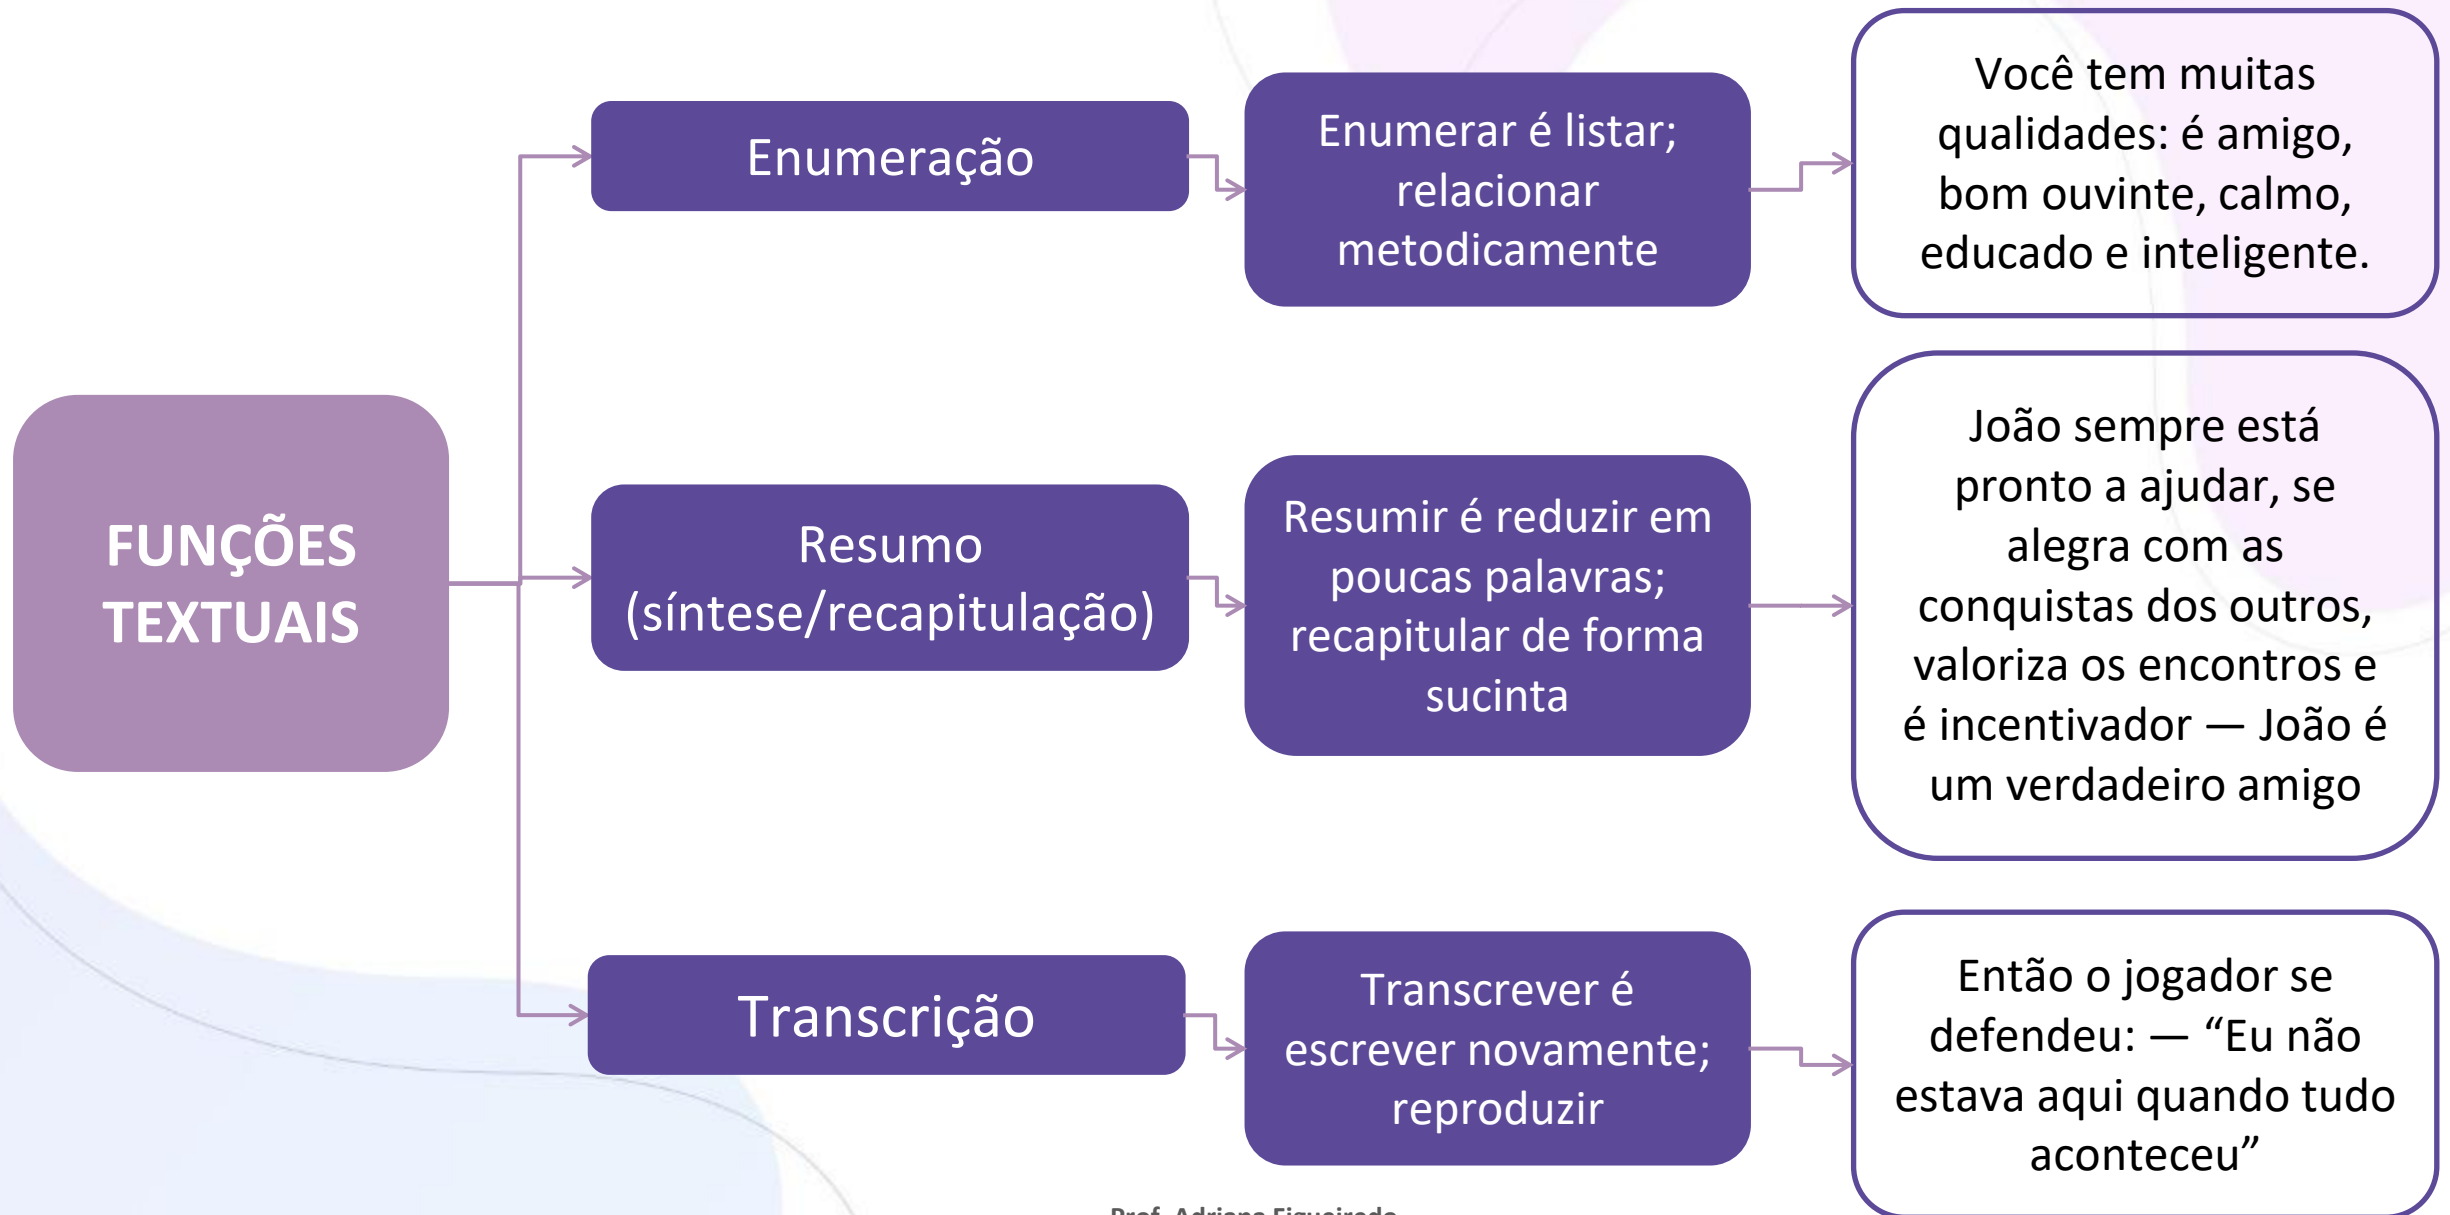 FUNÇÕES
TEXTUAIS
Enumeração
Enumerar é listar;
relacionar
metodicamente
Você tem muitas
qualidades: é amigo,
bom ouvinte, calmo,
educado e inteligente.
Resumo
(síntese/recapitulação)
Resumir é reduzir em
poucas palavras;
recapitular de forma
sucinta
João sempre está
pronto a ajudar, se
alegra com as
conquistas dos outros,
valoriza os encontros e
é incentivador — João é
um verdadeiro amigo
Transcrição
Transcrever é
escrever novamente;
reproduzir
Então o jogador se
defendeu: — “Eu não
estava aqui quando tudo
aconteceu”
Prof. Adriana Figueiredo